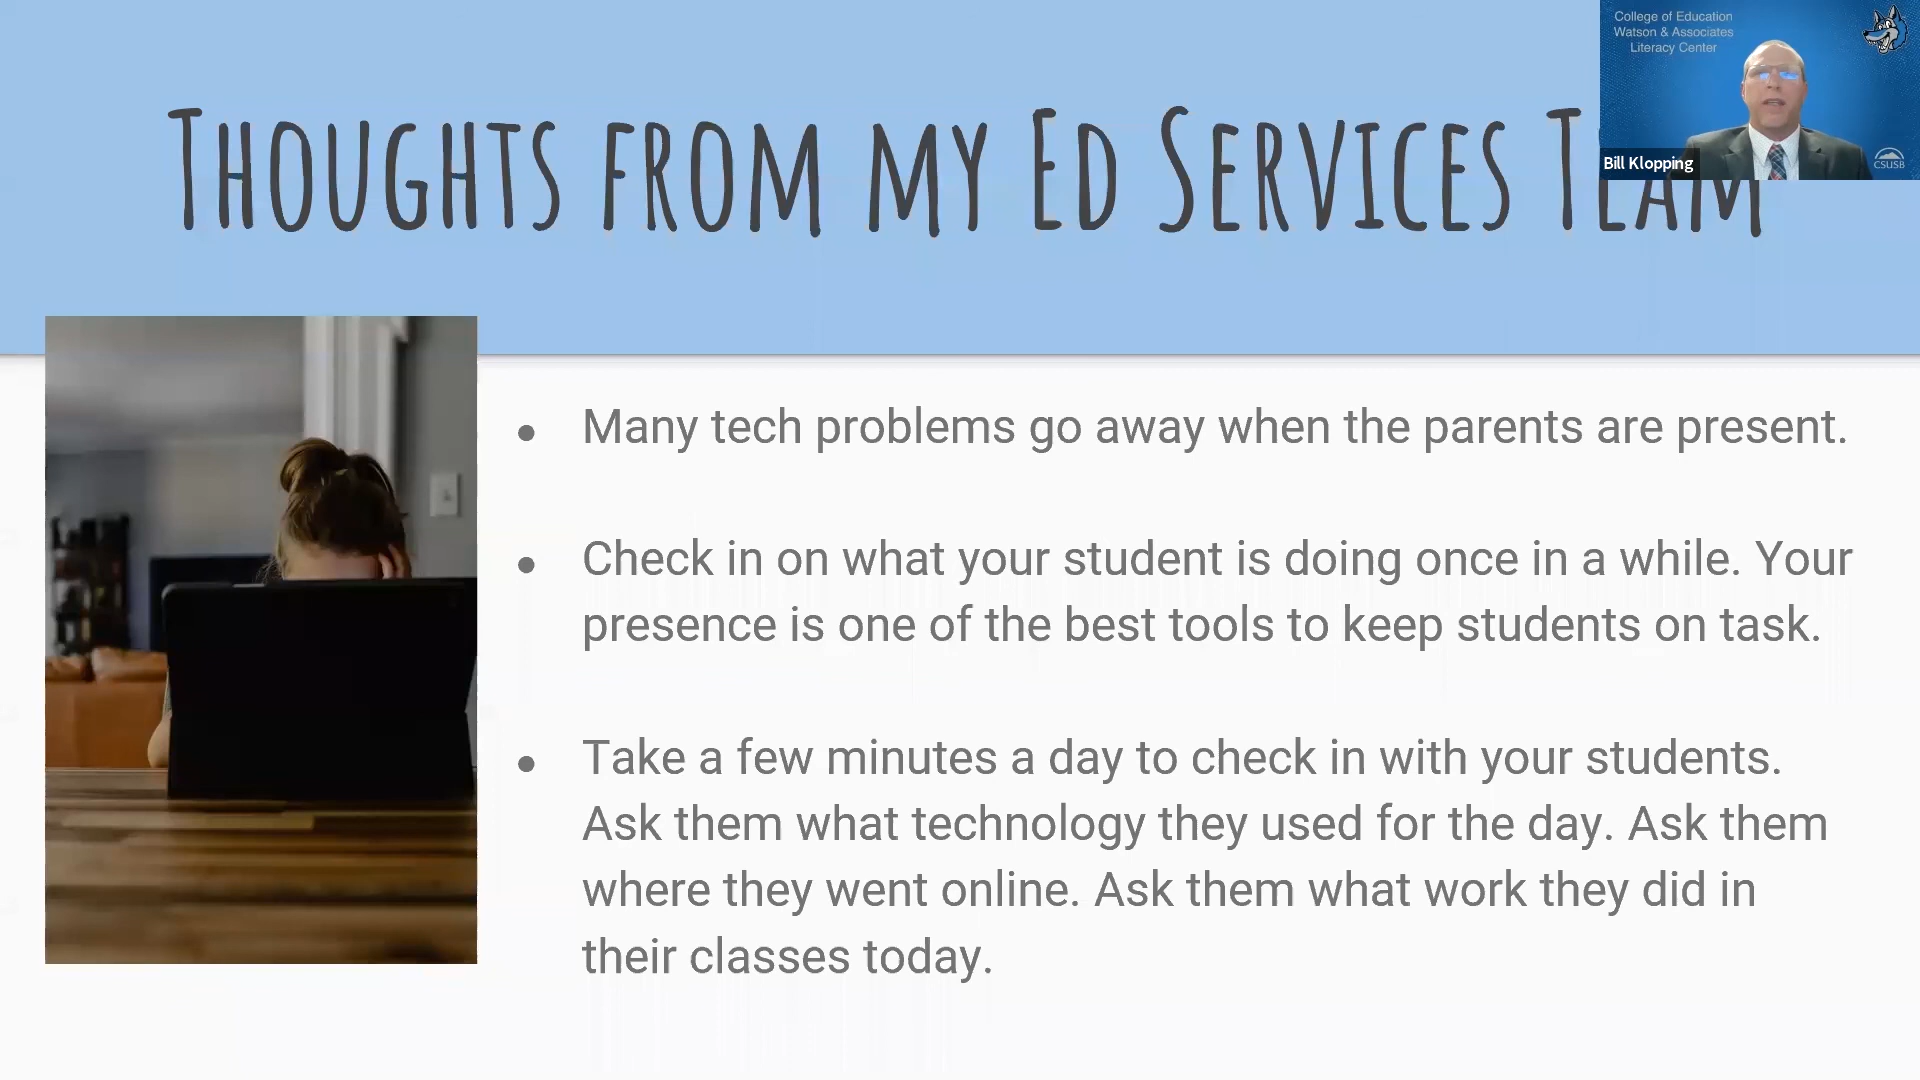 College of Education
Watson & Associates
Literacy Center
THOUGHTS FROM MY ED SERVICES TEAM
Bill Klopping
CSUSB
● Many tech problems go away when the parents are present.
● Check in on what your student is doing once in a while. Your
presence is one of the best tools to keep students on task.
● Take a few minutes a day to check in with your students.
Ask them what technology they used for the day. Ask them
where they went online. Ask them what work they did in
their classes today.